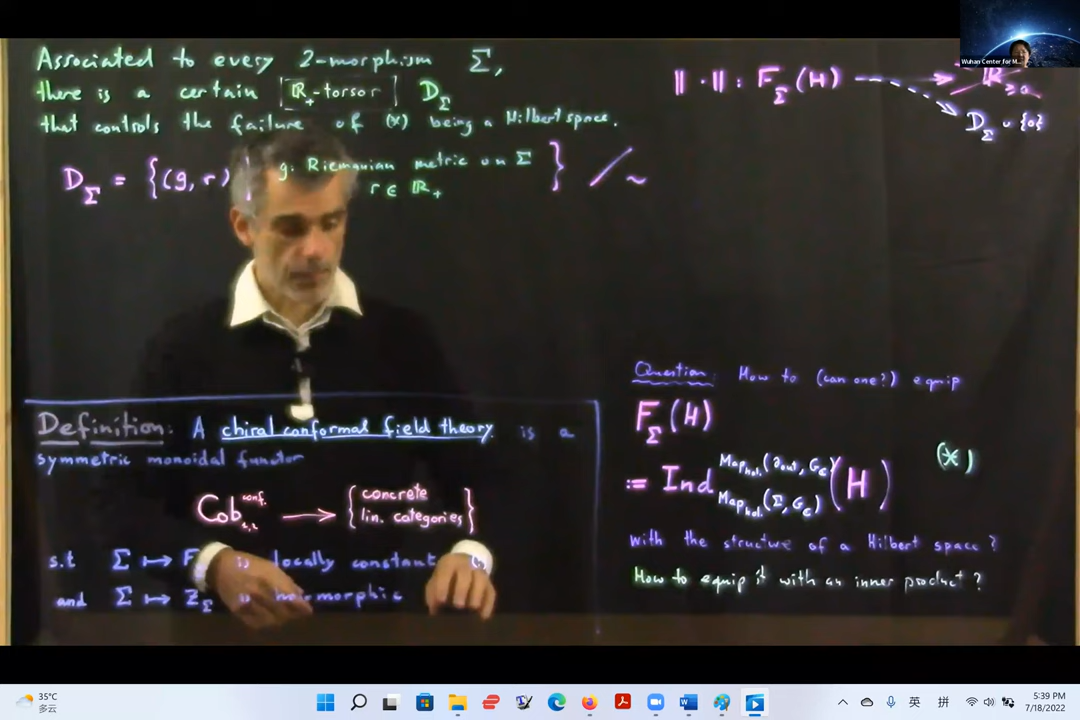 Associated to every 2-morphism Σ,
there is a certain [ℝ₊-torsor] D_Σ
that controls the failure of (*) being a Hilbert space.
D_Σ = {(g, r) | g: Riemanian metric on Σ
r ∈ ℝ₊ } / ~
|| · || : F_Σ(H) → ℝ≥0
D_Σ ∪ {0}
Wuhan Center for M...
Definition: A chiral conformal field theory is a
symmetric monoidal functor
Cob conf. → { concrete
lin. categories }
s.t Σ ↦ F is locally constant
and Σ ↦ Z_Σ
Question: How to (can one?) equip
F_Σ(H)
:= Ind Map_hol.(∂out, G_C) (H) (*)
Map_hol.(Σ, G_C)
with the structure of a Hilbert space?
How to equip it with an inner product?
35°C
多云
英 拼
5:39 PM
7/18/2022